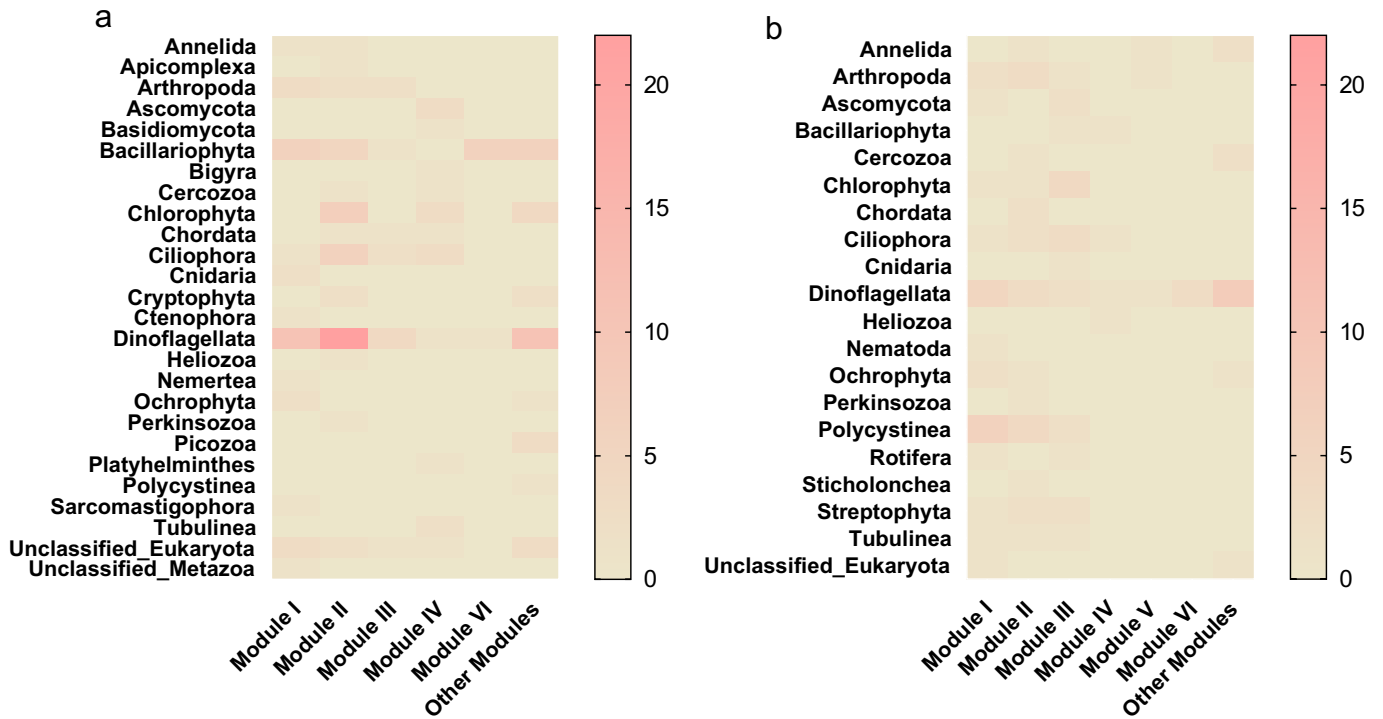 a
Annelida
Apicomplexa
Arthropoda
Ascomycota
Basidiomycota
Bacillariophyta
Bigyra
Cercozoa
Chlorophyta
Chordata
Ciliophora
Cnidaria
Cryptophyta
Ctenophora
Dinoflagellata
Heliozoa
Nemertea
Ochrophyta
Perkinsozoa
Picozoa
Platyhelminthes
Polycystinea
Sarcomastigophora
Tubulinea
Unclassified_Eukaryota
Unclassified_Metazoa
Module I
Module II
Module III
Module IV
Module VI
Other Modules
20
15
10
5
0
b
Annelida
Arthropoda
Ascomycota
Bacillariophyta
Cercozoa
Chlorophyta
Chordata
Ciliophora
Cnidaria
Dinoflagellata
Heliozoa
Nematoda
Ochrophyta
Perkinsozoa
Polycystinea
Rotifera
Sticholonchea
Streptophyta
Tubulinea
Unclassified_Eukaryota
Module I
Module II
Module III
Module IV
Module V
Module VI
Other Modules
20
15
10
5
0